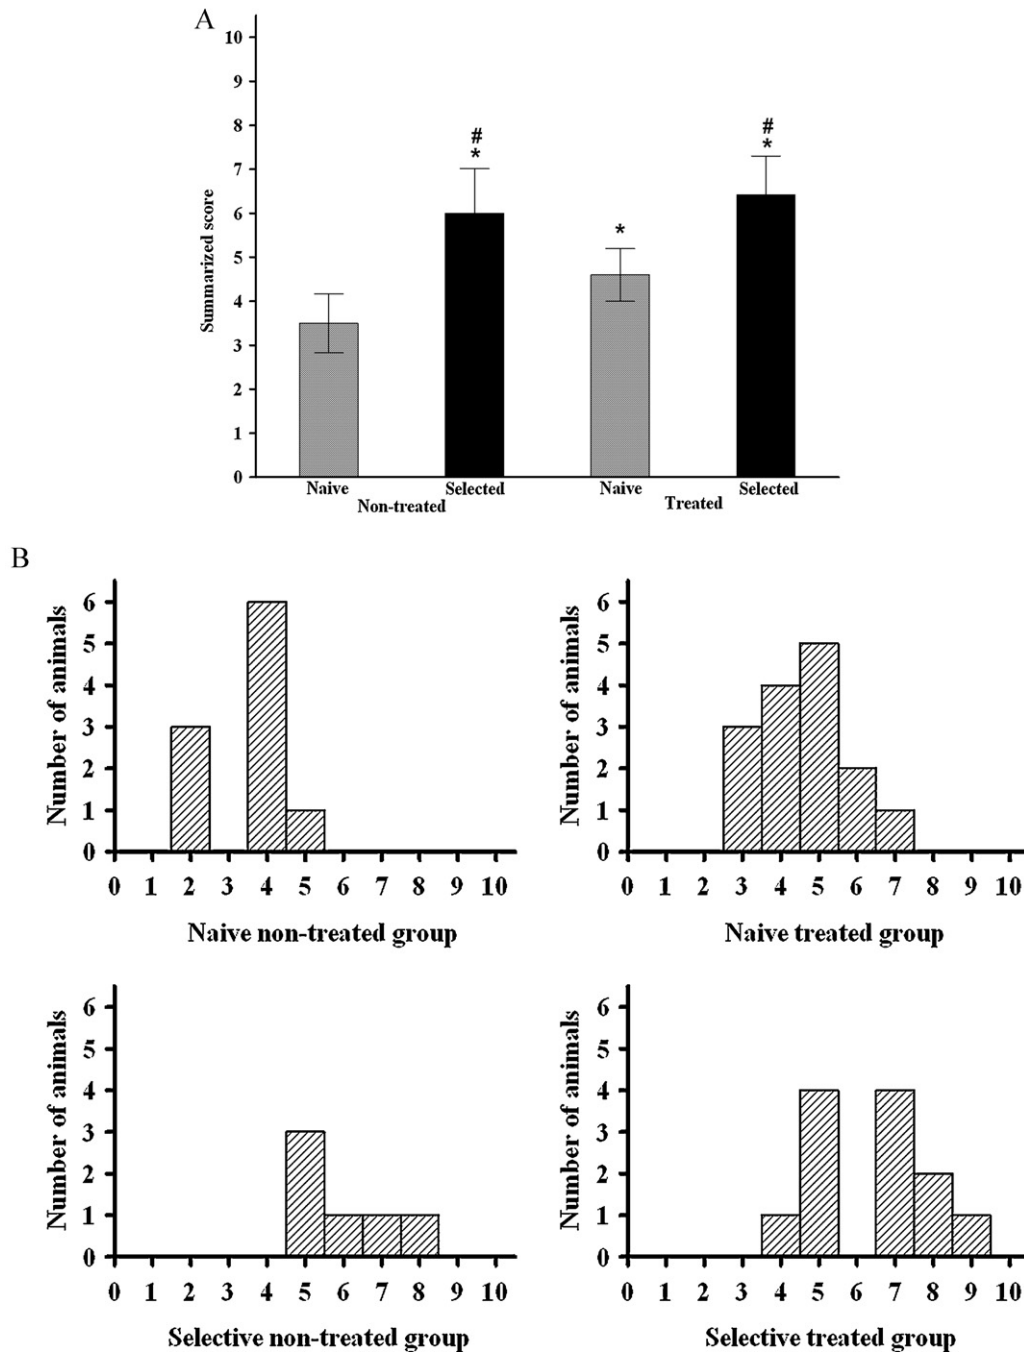 A
10
9
8
7
6
5
4
3
2
1
0
Summarized score
#
*
*
#
*
Naive Selected Naive Selected
Non-treated Treated
B
6
5
4
3
2
1
0
Number of animals
0 1 2 3 4 5 6 7 8 9 10
Naive non-treated group
6
5
4
3
2
1
0
Number of animals
0 1 2 3 4 5 6 7 8 9 10
Naive treated group
6
5
4
3
2
1
0
Number of animals
0 1 2 3 4 5 6 7 8 9 10
Selective non-treated group
6
5
4
3
2
1
0
Number of animals
0 1 2 3 4 5 6 7 8 9 10
Selective treated group